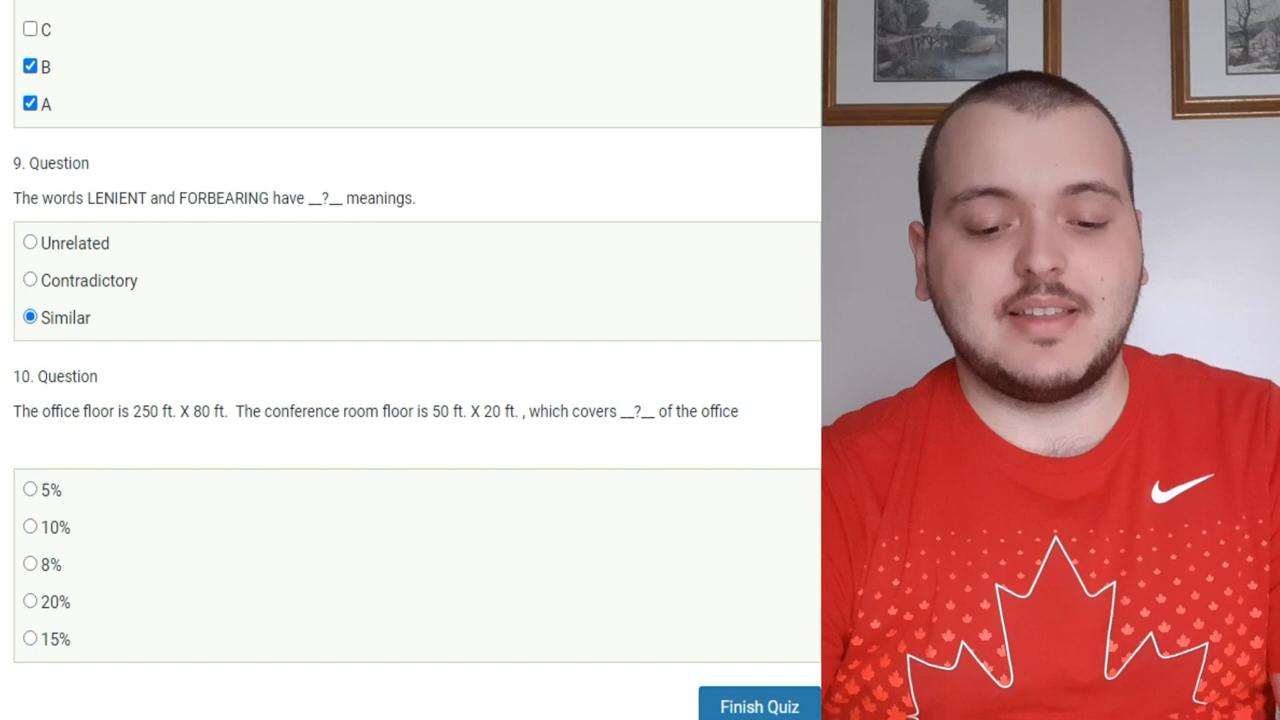 C
B
A
9. Question
The words LENIENT and FORBEARING have __?__ meanings.
Unrelated
Contradictory
Similar
10. Question
The office floor is 250 ft. X 80 ft.  The conference room floor is 50 ft. X 20 ft. , which covers __?__ of the office
5%
10%
8%
20%
15%
Finish Quiz